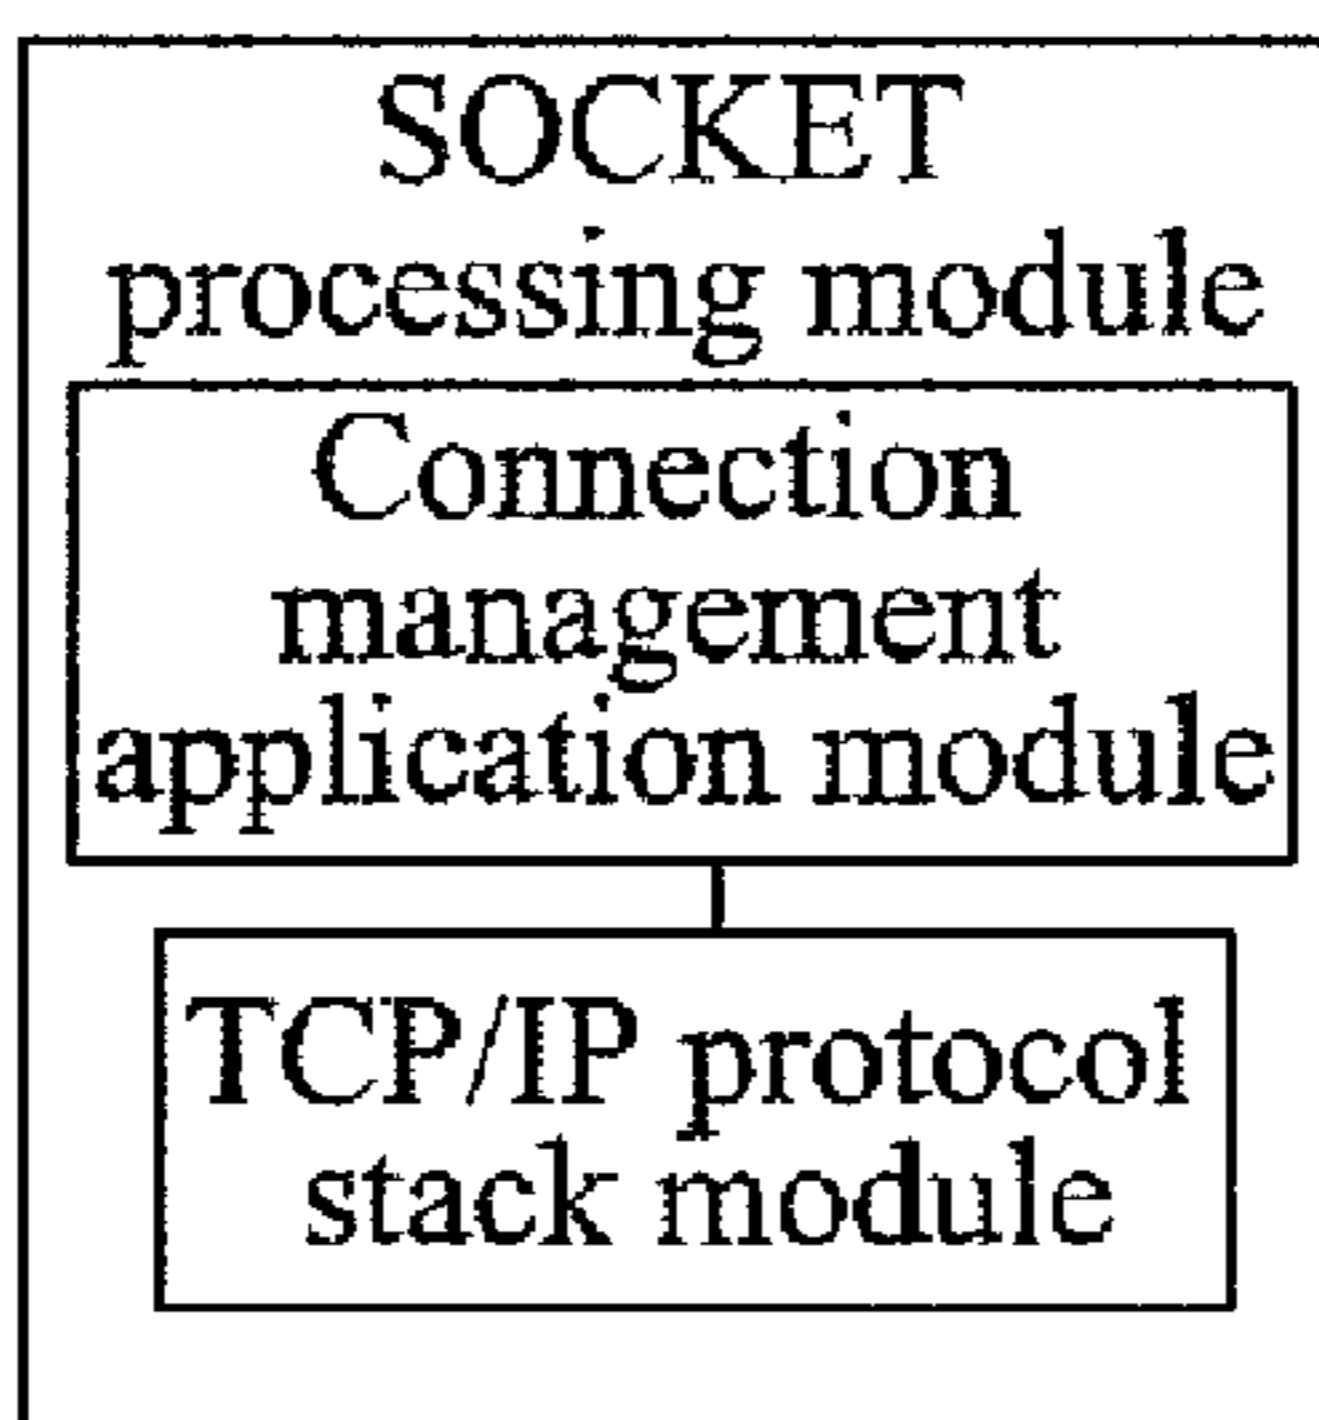 SOCKET
processing module
Connection
management
application module
TCP/IP protocol
stack module